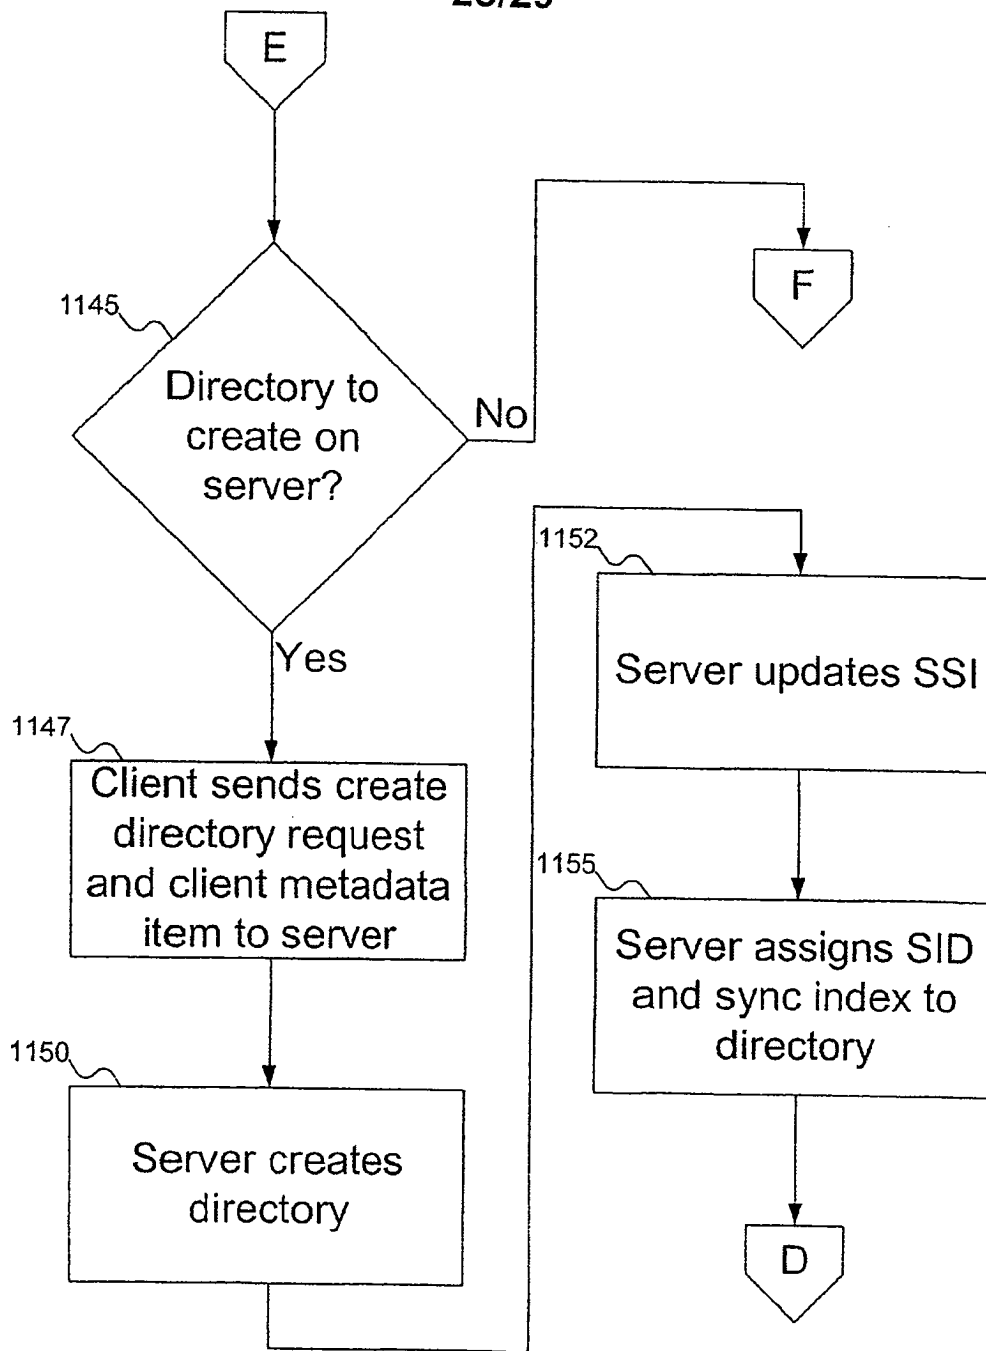 E
1145
Directory to
create on
server?
No
F
Yes
1147
Client sends create
directory request
and client metadata
item to server
1150
Server creates
directory
1152
Server updates SSI
1155
Server assigns SID
and sync index to
directory
D